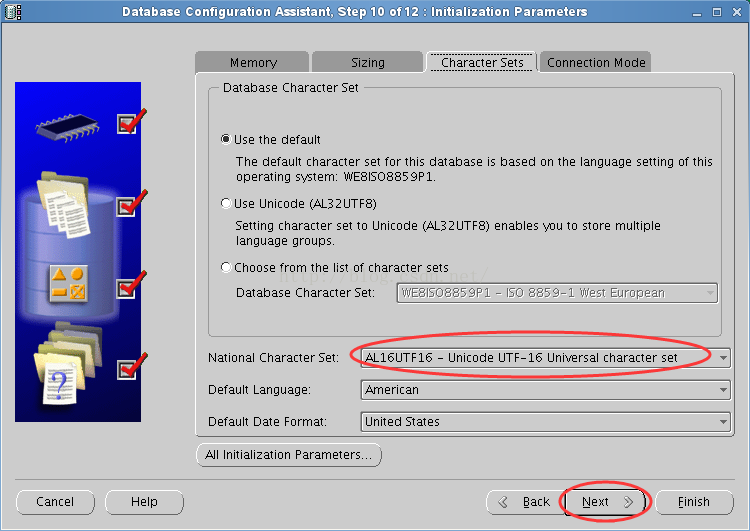 Database Configuration Assistant, Step 10 of 12 : Initialization Parameters
Memory
Sizing
Character Sets
Connection Mode
Database Character Set
Use the default
The default character set for this database is based on the language setting of this
operating system: WE8ISO8859P1.
Use Unicode (AL32UTF8)
Setting character set to Unicode (AL32UTF8) enables you to store multiple
language groups.
Choose from the list of character sets
Database Character Set: WE8ISO8859P1 - ISO 8859-1 West European
National Character Set: AL16UTF16 - Unicode UTF-16 Universal character set
Default Language: American
Default Date Format: United States
All Initialization Parameters...
Cancel
Help
Back
Next
Finish